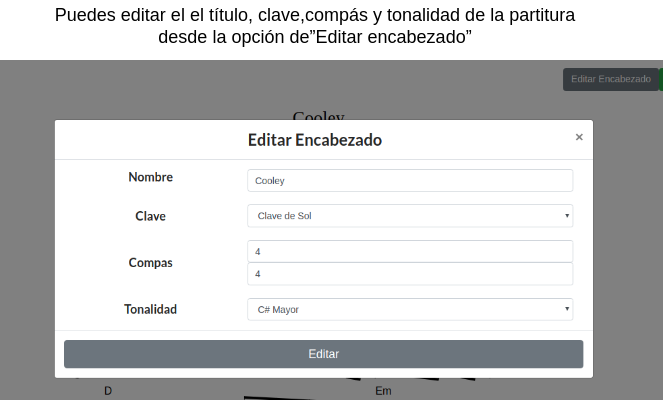 Puedes editar el el título, clave,compás y tonalidad de la partitura
desde la opción de”Editar encabezado”
Editar Encabezado
Cooley
Editar Encabezado ×
Nombre Cooley
Clave Clave de Sol
Compas 4
4
Tonalidad C# Mayor
Editar
D Em